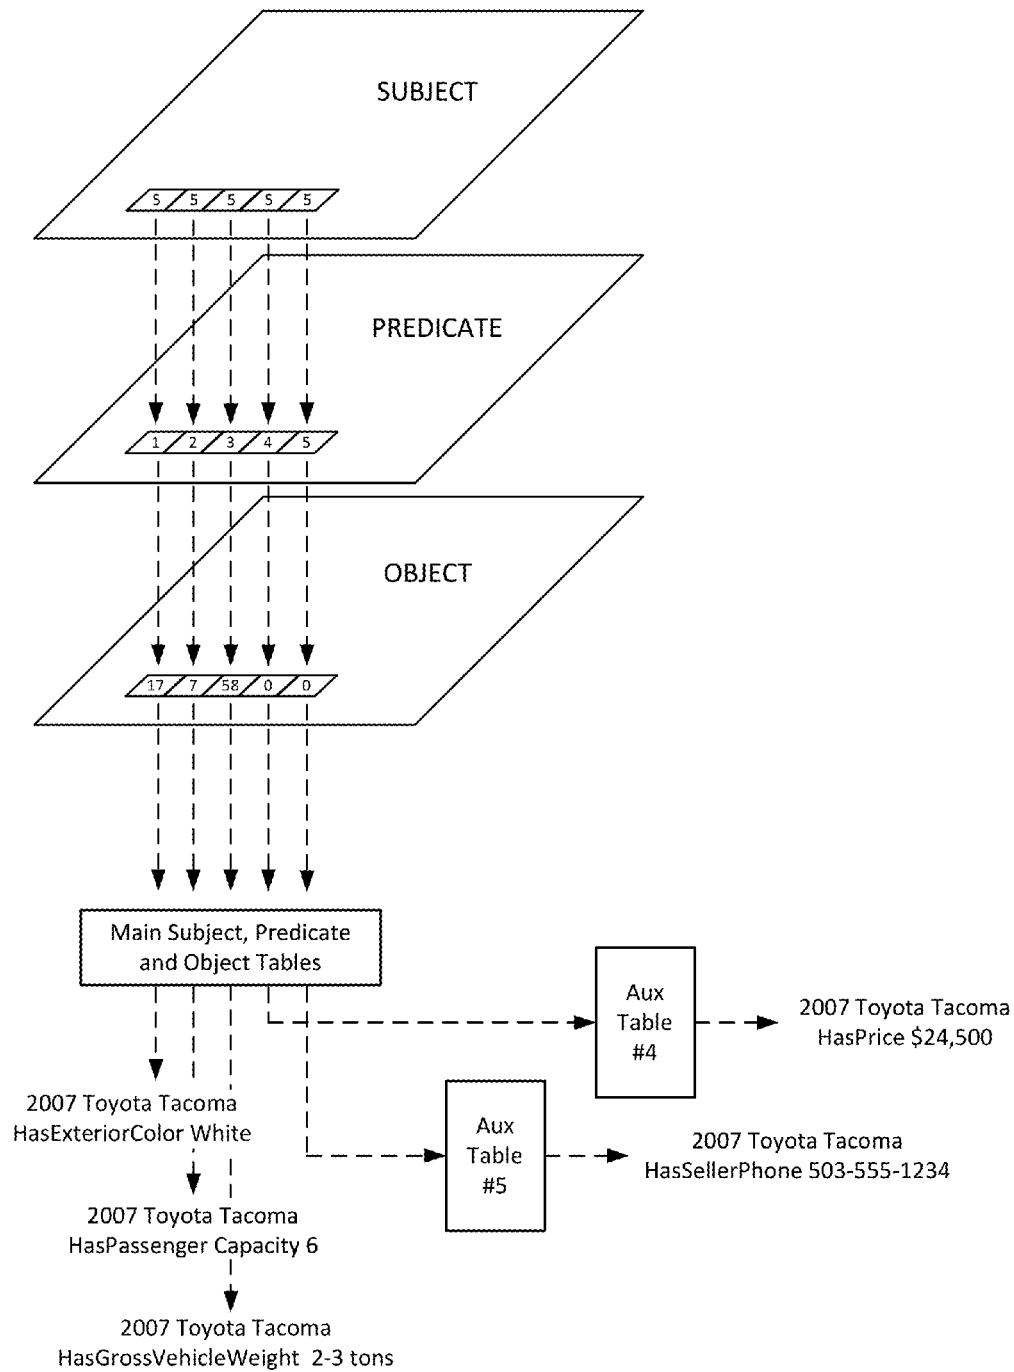 SUBJECT
5 5 5 5 5
PREDICATE
1 2 3 4 5
OBJECT
17 7 58 0 0
Main Subject, Predicate
and Object Tables
Aux
Table
#4
2007 Toyota Tacoma
HasPrice $24,500
2007 Toyota Tacoma
HasExteriorColor White
Aux
Table
#5
2007 Toyota Tacoma
HasSellerPhone 503-555-1234
2007 Toyota Tacoma
HasPassenger Capacity 6
2007 Toyota Tacoma
HasGrossVehicleWeight 2-3 tons